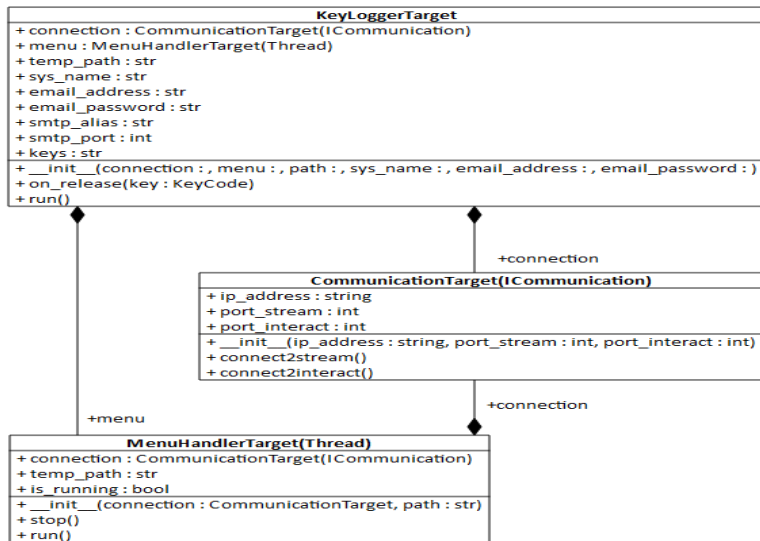 KeyLoggerTarget
+ connection : CommunicationTarget(ICommunication)
+ menu : MenuHandlerTarget(Thread)
+ temp_path : str
+ sys_name : str
+ email_address : str
+ email_password : str
+ smtp_alias : str
+ smtp_port : int
+ keys : str
+ __init__(connection : , menu : , path : , sys_name : , email_address : , email_password : )
+ on_release(key : KeyCode)
+ run()
+connection
CommunicationTarget(ICommunication)
+ ip_address : string
+ port_stream : int
+ port_interact : int
+ __init__(ip_address : string, port_stream : int, port_interact : int)
+ connect2stream()
+ connect2interact()
+connection
+menu
MenuHandlerTarget(Thread)
+ connection : CommunicationTarget(ICommunication)
+ temp_path : str
+ is_running : bool
+ __init__(connection : CommunicationTarget, path : str)
+ stop()
+ run()